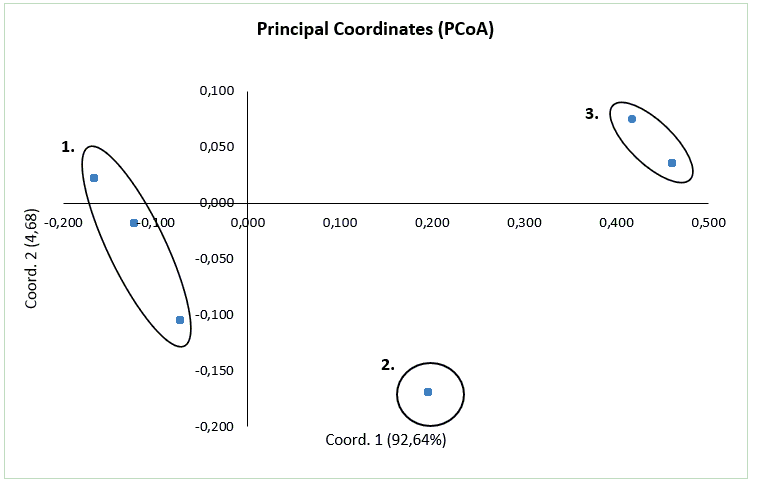 Principal Coordinates (PCoA)
0,100
3.
0,050
1.
0,000
-0,200 -0,100 0,000 0,100 0,200 0,300 0,400 0,500
-0,050
Coord. 2 (4,68)
-0,100
-0,150
2.
-0,200
Coord. 1 (92,64%)